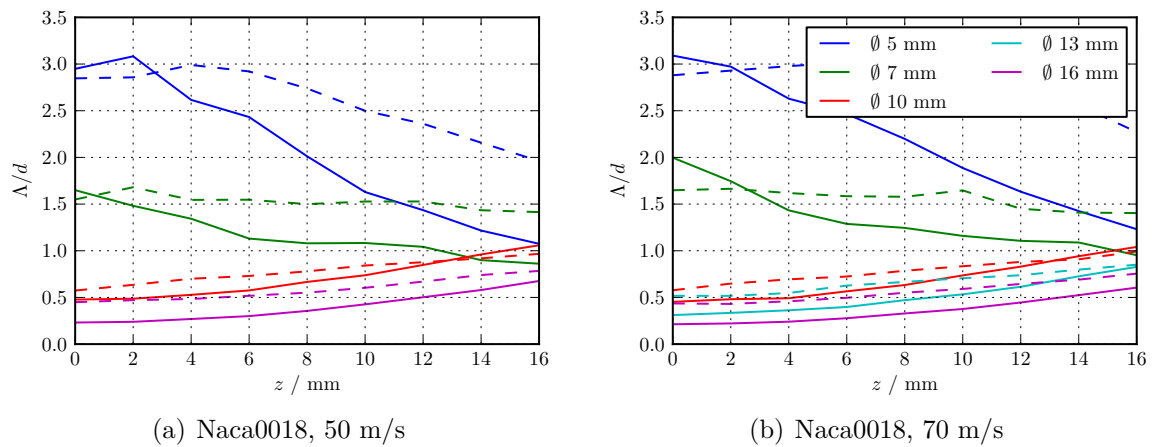 3.5
3.0
2.5
2.0
1.5
1.0
0.5
0.0
Λ/d
0 2 4 6 8 10 12 14 16
z / mm
(a) Naca0018, 50 m/s
3.5
3.0
2.5
2.0
1.5
1.0
0.5
0.0
Λ/d
∅ 5 mm ∅ 13 mm
∅ 7 mm ∅ 16 mm
∅ 10 mm
0 2 4 6 8 10 12 14 16
z / mm
(b) Naca0018, 70 m/s